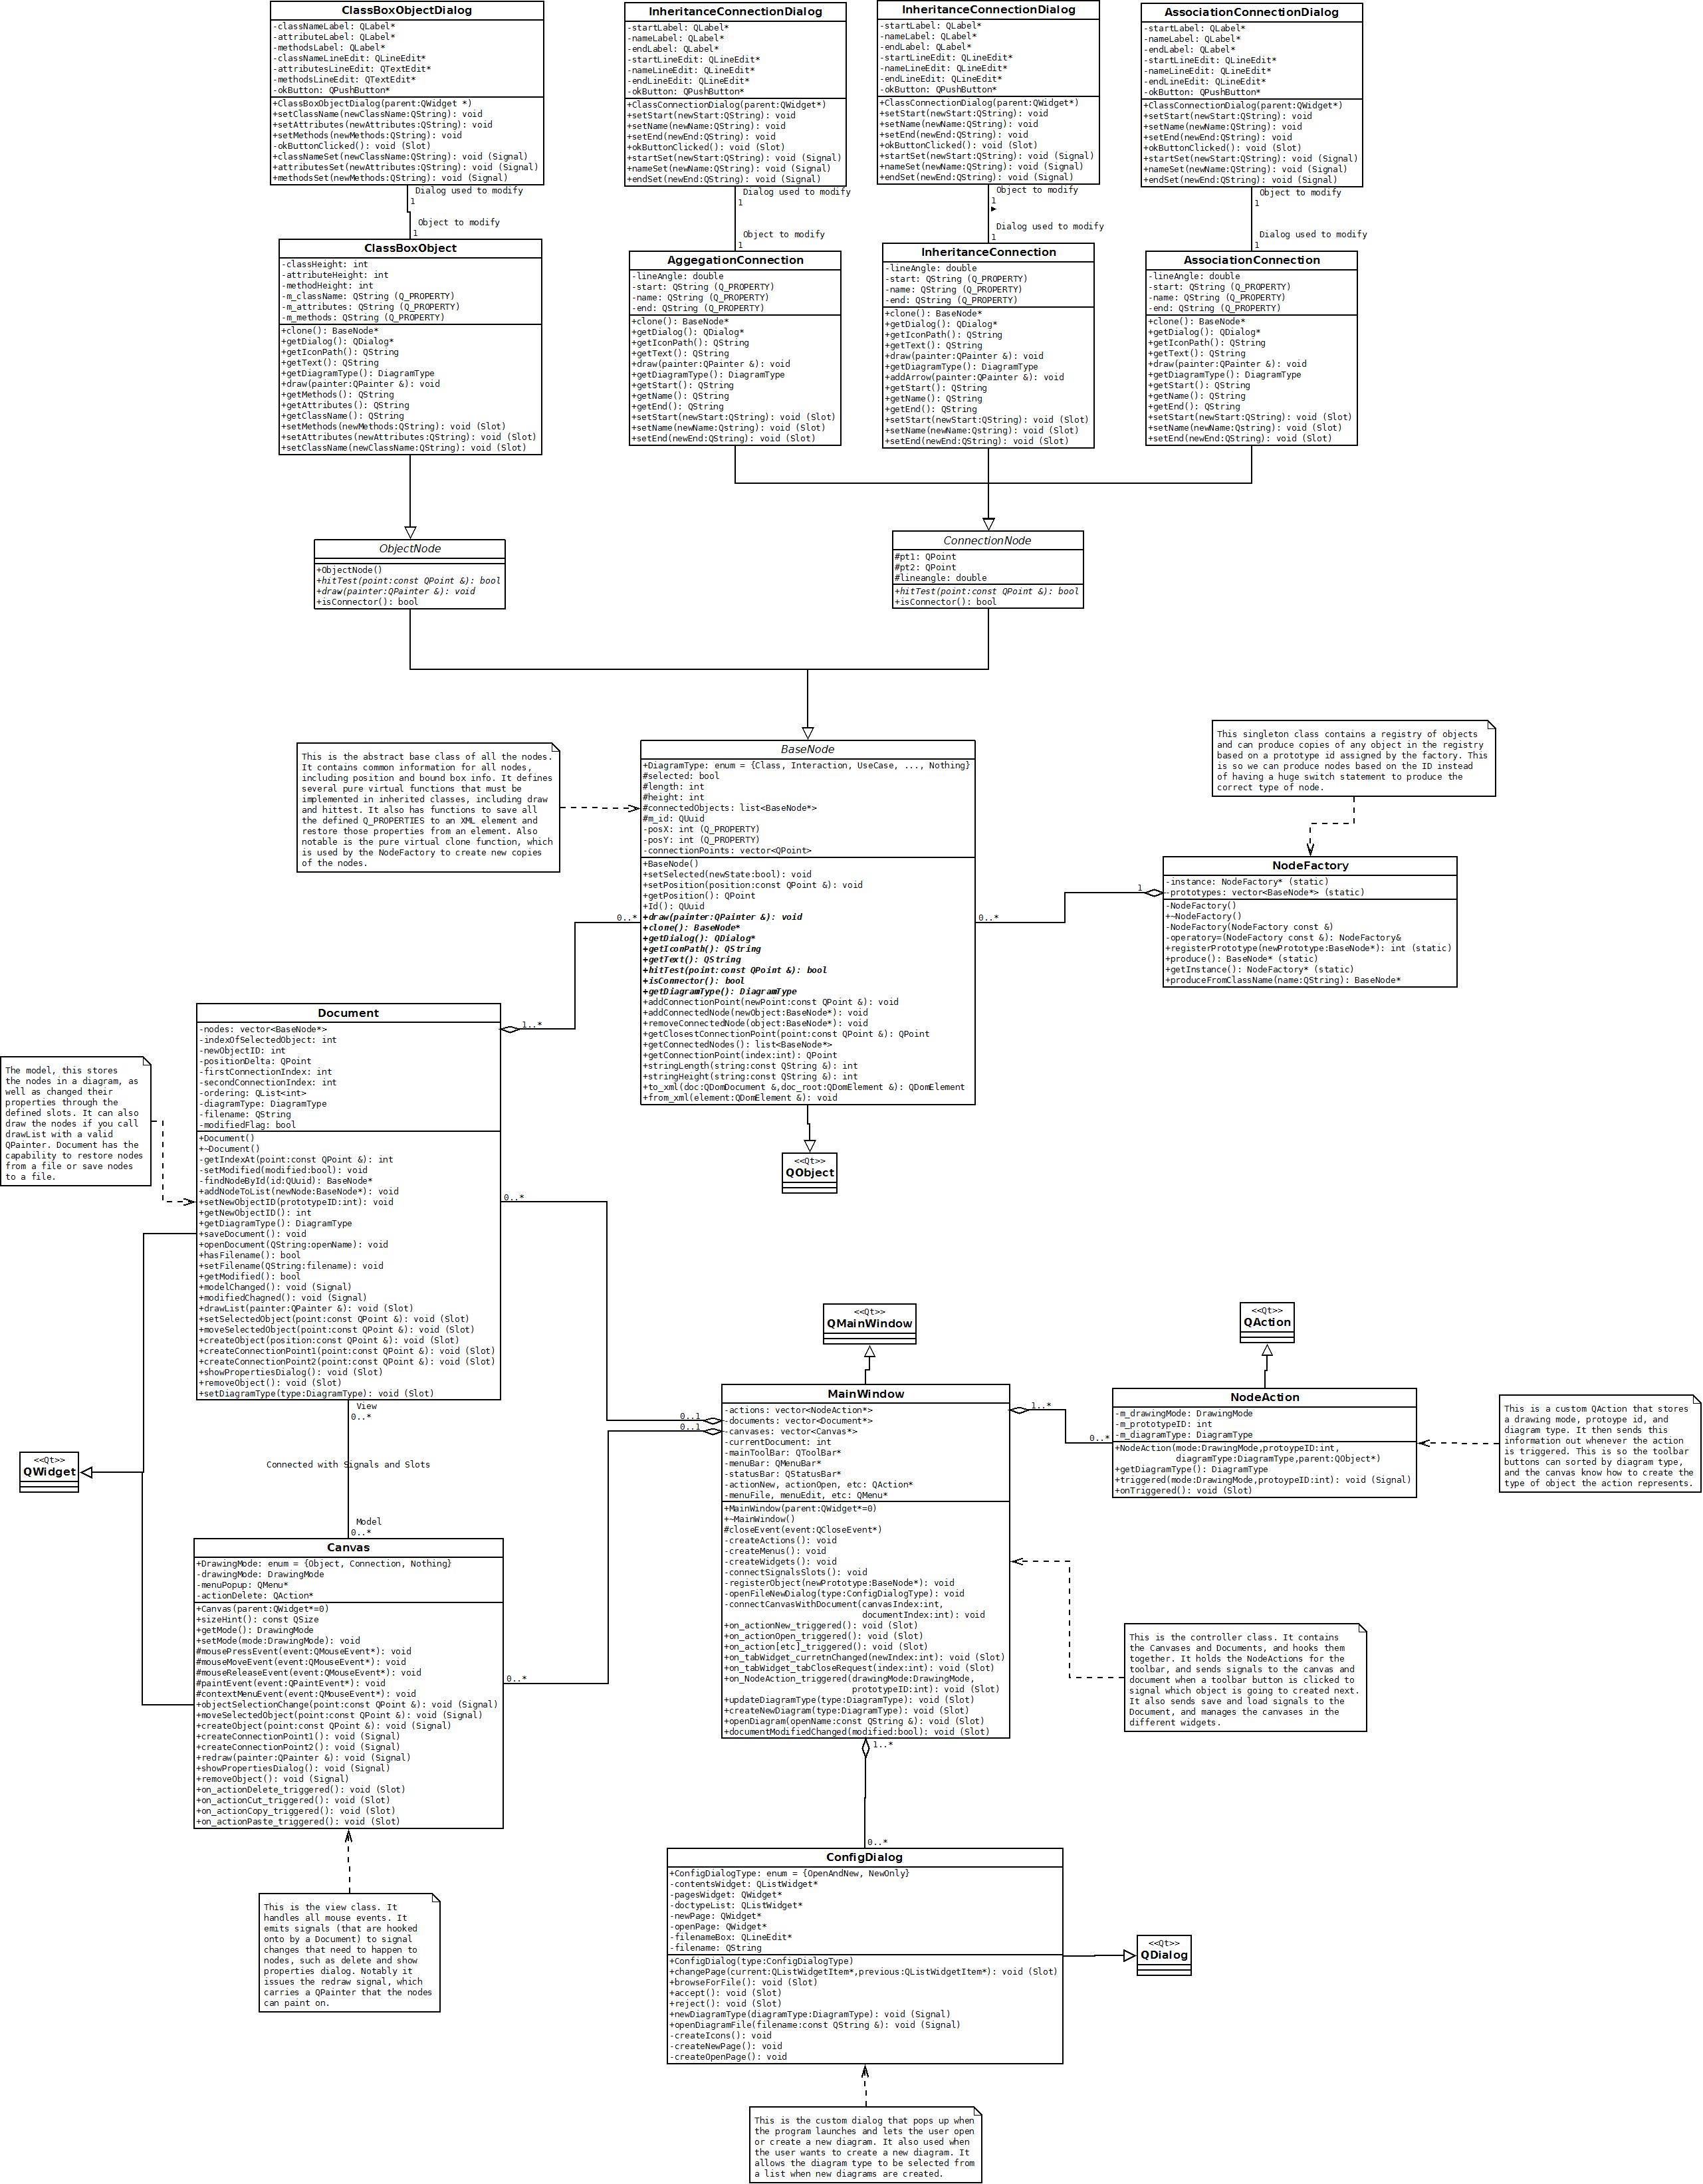 ClassBoxObjectDialog
-classNameLabel: QLabel*
-attributeLabel: QLabel*
-methodsLabel: QLabel*
-classNameLineEdit: QLineEdit*
-attributesLineEdit: QTextEdit*
-methodsLineEdit: QTextEdit*
-okButton: QPushButton*
+ClassBoxObjectDialog(parent:QWidget *)
+setClassName(newClassName:QString): void
+setAttributes(newAttributes:QString): void
+setMethods(newMethods:QString): void
-okButtonClicked(): void (Slot)
+classNameSet(newClassName:QString): void (Signal)
+attributesSet(newAttributes:QString): void (Signal)
+methodsSet(newMethods:QString): void (Signal)
InheritanceConnectionDialog
-startLabel: QLabel*
-nameLabel: QLabel*
-endLabel: QLabel*
-startLineEdit: QLineEdit*
-nameLineEdit: QLineEdit*
-endLineEdit: QLineEdit*
-okButton: QPushButton*
+ClassConnectionDialog(parent:QWidget*)
+setStart(newStart:QString): void
+setName(newName:QString): void
+setEnd(newEnd:QString): void
+okButtonClicked(): void (Slot)
+startSet(newStart:QString): void (Signal)
+nameSet(newName:QString): void (Signal)
+endSet(newEnd:QString): void (Signal)
InheritanceConnectionDialog
-startLabel: QLabel*
-nameLabel: QLabel*
-endLabel: QLabel*
-startLineEdit: QLineEdit*
-nameLineEdit: QLineEdit*
-endLineEdit: QLineEdit*
-okButton: QPushButton*
+ClassConnectionDialog(parent:QWidget*)
+setStart(newStart:QString): void
+setName(newName:QString): void
+setEnd(newEnd:QString): void
+okButtonClicked(): void (Slot)
+startSet(newStart:QString): void (Signal)
+nameSet(newName:QString): void (Signal)
+endSet(newEnd:QString): void (Signal)
AssociationConnectionDialog
-startLabel: QLabel*
-nameLabel: QLabel*
-endLabel: QLabel*
-startLineEdit: QLineEdit*
-nameLineEdit: QLineEdit*
-endLineEdit: QLineEdit*
-okButton: QPushButton*
+ClassConnectionDialog(parent:QWidget*)
+setStart(newStart:QString): void
+setName(newName:QString): void
+setEnd(newEnd:QString): void
+okButtonClicked(): void (Slot)
+startSet(newStart:QString): void (Signal)
+nameSet(newName:QString): void (Signal)
+endSet(newEnd:QString): void (Signal)
Dialog used to modify
1
Object to modify
1
Dialog used to modify
1
Object to modify
1
Object to modify
1
Dialog used to modify
1
Object to modify
1
Dialog used to modify
1
ClassBoxObject
-classHeight: int
-attributeHeight: int
-methodHeight: int
-m_className: QString (Q_PROPERTY)
-m_attributes: QString (Q_PROPERTY)
-m_methods: QString (Q_PROPERTY)
+clone(): BaseNode*
+getDialog(): QDialog*
+getIconPath(): QString
+getText(): QString
+getDiagramType(): DiagramType
+draw(painter:QPainter &): void
+getMethods(): QString
+getAttributes(): QString
+getClassName(): QString
+setMethods(newMethods:QString): void (Slot)
+setAttributes(newAttributes:QString): void (Slot)
+setClassName(newClassName:QString): void (Slot)
AggegationConnection
-lineAngle: double
-start: QString (Q_PROPERTY)
-name: QString (Q_PROPERTY)
-end: QString (Q_PROPERTY)
+clone(): BaseNode*
+getDialog(): QDialog*
+getIconPath(): QString
+getText(): QString
+draw(painter:QPainter &): void
+getDiagramType(): DiagramType
+getStart(): QString
+getName(): QString
+getEnd(): QString
+setStart(newStart:QString): void (Slot)
+setName(newName:Qstring): void (Slot)
+setEnd(newEnd:QString): void (Slot)
InheritanceConnection
-lineAngle: double
-start: QString (Q_PROPERTY)
-name: QString (Q_PROPERTY)
-end: QString (Q_PROPERTY)
+clone(): BaseNode*
+getDialog(): QDialog*
+getIconPath(): QString
+getText(): QString
+draw(painter:QPainter &): void
+getDiagramType(): DiagramType
+addArrow(painter:QPainter &): void
+getStart(): QString
+getName(): QString
+getEnd(): QString
+setStart(newStart:QString): void (Slot)
+setName(newName:Qstring): void (Slot)
+setEnd(newEnd:QString): void (Slot)
AssociationConnection
-lineAngle: double
-start: QString (Q_PROPERTY)
-name: QString (Q_PROPERTY)
-end: QString (Q_PROPERTY)
+clone(): BaseNode*
+getDialog(): QDialog*
+getIconPath(): QString
+getText(): QString
+draw(painter:QPainter &): void
+getDiagramType(): DiagramType
+getStart(): QString
+getName(): QString
+getEnd(): QString
+setStart(newStart:QString): void (Slot)
+setName(newName:Qstring): void (Slot)
+setEnd(newEnd:QString): void (Slot)
ObjectNode
+ObjectNode()
+hitTest(point:const QPoint &): bool
+draw(painter:QPainter &): void
+isConnector(): bool
ConnectionNode
#pt1: QPoint
#pt2: QPoint
#lineangle: double
+hitTest(point:const QPoint &): bool
+isConnector(): bool
This is the abstract base class of all the nodes.
It contains common information for all nodes,
including position and bound box info. It defines
several pure virtual functions that must be
implemented in inherited classes, including draw
and hittest. It also has functions to save all
the defined Q_PROPERTIES to an XML element and
restore those properties from an element. Also
notable is the pure virtual clone function, which
is used by the NodeFactory to create new copies
of the nodes.
BaseNode
+DiagramType: enum = {Class, Interaction, UseCase, ..., Nothing}
#selected: bool
#length: int
#height: int
#connectedObjects: list<BaseNode*>
#m_id: QUuid
-posX: int (Q_PROPERTY)
-posY: int (Q_PROPERTY)
-connectionPoints: vector<QPoint>
+BaseNode()
+setSelected(newState:bool): void
+setPosition(position:const QPoint &): void
+getPosition(): QPoint
+Id(): QUuid
+draw(painter:QPainter &): void
+clone(): BaseNode*
+getDialog(): QDialog*
+getIconPath(): QString
+getText(): QString
+hitTest(point:const QPoint &): bool
+isConnector(): bool
+getDiagramType(): DiagramType
+addConnectionPoint(newPoint:const QPoint &): void
+addConnectedNode(newObject:BaseNode*): void
+removeConnectedNode(object:BaseNode*): void
+getClosestConnectionPoint(point:const QPoint &): QPoint
+getConnectedNodes(): list<BaseNode*>
+getConnectionPoint(index:int): QPoint
+stringLength(string:const QString &): int
+stringHeight(string:const QString &): int
+to_xml(doc:QDomDocument &,doc_root:QDomElement &): QDomElement
+from_xml(element:QDomElement &): void
This singleton class contains a registry of objects
and can produce copies of any object in the registry
based on a prototype id assigned by the factory. This
is so we can produce nodes based on the ID instead
of having a huge switch statement to produce the
correct type of node.
NodeFactory
-instance: NodeFactory* (static)
-prototypes: vector<BaseNode*> (static)
-NodeFactory()
+~NodeFactory()
-NodeFactory(NodeFactory const &)
-operatory=(NodeFactory const &): NodeFactory&
+registerPrototype(newPrototype:BaseNode*): int (static)
+produce(): BaseNode* (static)
+getInstance(): NodeFactory* (static)
+produceFromClassName(name:QString): BaseNode*
1
0..*
0..*
1..*
<<Qt>>
QObject
The model, this stores
the nodes in a diagram, as
well as changed their
properties through the
defined slots. It can also
draw the nodes if you call
drawList with a valid
QPainter. Document has the
capability to restore nodes
from a file or save nodes
to a file.
Document
-nodes: vector<BaseNode*>
-indexOfSelectedObject: int
-newObjectID: int
-positionDelta: QPoint
-firstConnectionIndex: int
-secondConnectionIndex: int
-ordering: QList<int>
-diagramType: DiagramType
-filename: QString
-modifiedFlag: bool
+Document()
+~Document()
-getIndexAt(point:const QPoint &): int
-setModified(modified:bool): void
-findNodeById(id:QUuid): BaseNode*
+addNodeToList(newNode:BaseNode*): void
+setNewObjectID(prototypeID:int): void
+getNewObjectID(): int
+getDiagramType(): DiagramType
+saveDocument(): void
+openDocument(QString:openName): void
+hasFilename(): bool
+setFilename(QString:filename): void
+getModified(): bool
+modelChanged(): void (Signal)
+modifiedChagned(): void (Signal)
+drawList(painter:QPainter &): void (Slot)
+setSelectedObject(point:const QPoint &): void (Slot)
+moveSelectedObject(point:const QPoint &): void (Slot)
+createObject(position:const QPoint &): void (Slot)
+createConnectionPoint1(point:const QPoint &): void (Slot)
+createConnectionPoint2(point:const QPoint &): void (Slot)
+showPropertiesDialog(): void (Slot)
+removeObject(): void (Slot)
+setDiagramType(type:DiagramType): void (Slot)
0..*
View
0..*
Connected with Signals and Slots
Model
0..*
<<Qt>>
QWidget
Canvas
+DrawingMode: enum = {Object, Connection, Nothing}
-drawingMode: DrawingMode
-menuPopup: QMenu*
-actionDelete: QAction*
+Canvas(parent:QWidget*=0)
+sizeHint(): const QSize
+getMode(): DrawingMode
+setMode(mode:DrawingMode): void
#mousePressEvent(event:QMouseEvent*): void
#mouseMoveEvent(event:QMouseEvent*): void
#mouseReleaseEvent(event:QMouseEvent*): void
#paintEvent(event:QPaintEvent*): void
#contextMenuEvent(event:QMouseEvent*): void
+objectSelectionChange(point:const QPoint &): void (Signal)
+moveSelectedObject(point:const QPoint &): void (Signal)
+createObject(point:const QPoint &): void (Signal)
+createConnectionPoint1(): void (Signal)
+createConnectionPoint2(): void (Signal)
+redraw(painter:QPainter &): void (Signal)
+showPropertiesDialog(): void (Signal)
+removeObject(): void (Signal)
+on_actionDelete_triggered(): void (Slot)
+on_actionCut_triggered(): void (Slot)
+on_actionCopy_triggered(): void (Slot)
+on_actionPaste_triggered(): void (Slot)
0..*
This is the view class. It
handles all mouse events. It
emits signals (that are hooked
onto by a Document) to signal
changes that need to happen to
nodes, such as delete and show
properties dialog. Notably it
issues the redraw signal, which
carries a QPainter that the nodes
can paint on.
<<Qt>>
QMainWindow
0..1
0..1
MainWindow
-actions: vector<NodeAction*>
-documents: vector<Document*>
-canvases: vector<Canvas*>
-currentDocument: int
-mainToolBar: QToolBar*
-menuBar: QMenuBar*
-statusBar: QStatusBar*
-actionNew, actionOpen, etc: QAction*
-menuFile, menuEdit, etc: QMenu*
+MainWindow(parent:QWidget*=0)
+~MainWindow()
#closeEvent(event:QCloseEvent*)
-createActions(): void
-createMenus(): void
-createWidgets(): void
-connectSignalsSlots(): void
-registerObject(newPrototype:BaseNode*): void
-openFileNewDialog(type:ConfigDialogType): void
-connectCanvasWithDocument(canvasIndex:int,
documentIndex:int): void
+on_actionNew_triggered(): void (Slot)
+on_actionOpen_triggered(): void (Slot)
+on_action[etc]_triggered(): void (Slot)
+on_tabWidget_curretnChanged(newIndex:int): void (Slot)
+on_tabWidget_tabCloseRequest(index:int): void (Slot)
+on_NodeAction_triggered(drawingMode:DrawingMode,
prototypeID:int): void (Slot)
+updateDiagramType(type:DiagramType): void (Slot)
+createNewDiagram(type:DiagramType): void (Slot)
+openDiagram(openName:const QString &): void (Slot)
+documentModifiedChanged(modified:bool): void (Slot)
1..*
0..*
<<Qt>>
QAction
NodeAction
-m_drawingMode: DrawingMode
-m_prototypeID: int
-m_diagramType: DiagramType
+NodeAction(mode:DrawingMode,protoypeID:int,
diagramType:DiagramType,parent:QObject*)
+getDiagramType(): DiagramType
+triggered(mode:DrawingMode,protoypeID:int): void (Signal)
+onTriggered(): void (Slot)
This is a custom QAction that stores
a drawing mode, protoype id, and
diagram type. It then sends this
information out whenever the action
is triggered. This is so the toolbar
buttons can sorted by diagram type,
and the canvas know how to create the
type of object the action represents.
This is the controller class. It contains
the Canvases and Documents, and hooks them
together. It holds the NodeActions for the
toolbar, and sends signals to the canvas and
document when a toolbar button is clicked to
signal which object is going to created next.
It also sends save and load signals to the
Document, and manages the canvases in the
different widgets.
1..*
0..*
ConfigDialog
+ConfigDialogType: enum = {OpenAndNew, NewOnly}
-contentsWidget: QListWidget*
-pagesWidget: QWidget*
-doctypeList: QListWidget*
-newPage: QWidget*
-openPage: QWidget*
-filenameBox: QLineEdit*
-filename: QString
+ConfigDialog(type:ConfigDialogType)
+changePage(current:QListWidgetItem*,previous:QListWidgetItem*): void (Slot)
+browseForFile(): void (Slot)
+accept(): void (Slot)
+reject(): void (Slot)
+newDiagramType(diagramType:DiagramType): void (Signal)
+openDiagramFile(filename:const QString &): void (Signal)
-createIcons(): void
-createNewPage(): void
-createOpenPage(): void
<<Qt>>
QDialog
This is the custom dialog that pops up when
the program launches and lets the user open
or create a new diagram. It also used when
the user wants to create a new diagram. It
allows the diagram type to be selected from
a list when new diagrams are created.